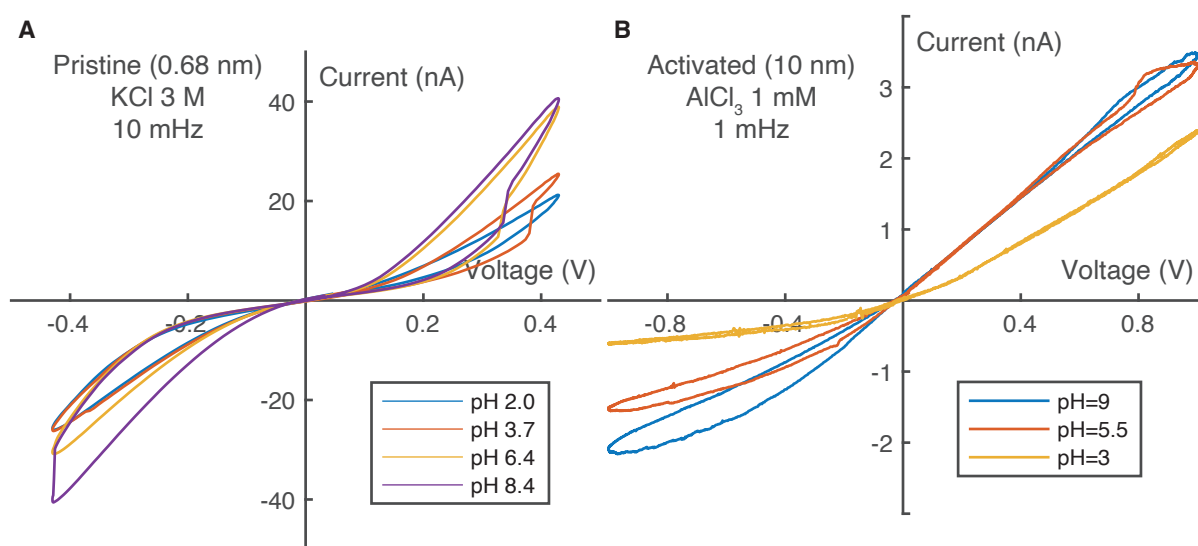 A
Pristine (0.68 nm)
KCl 3 M
10 mHz
Current (nA)
40
20
Voltage (V)
-0.4
-0.2
0
0.2
0.4
-20
-40
pH 2.0
pH 3.7
pH 6.4
pH 8.4
B
Activated (10 nm)
AlCl3 1 mM
1 mHz
Current (nA)
3
2
1
Voltage (V)
-0.8
-0.4
0
0.4
0.8
-1
-2
pH=9
pH=5.5
pH=3